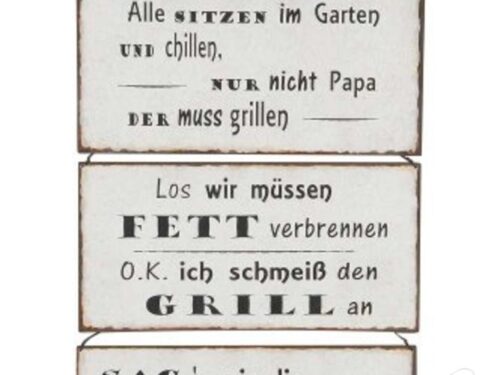 Alle SITZEN im Garten
UND chillen,
NUR nicht Papa
DER muss grillen
Los wir müssen
FETT verbrennen
O.K. ich schmeiß den
GRILL an